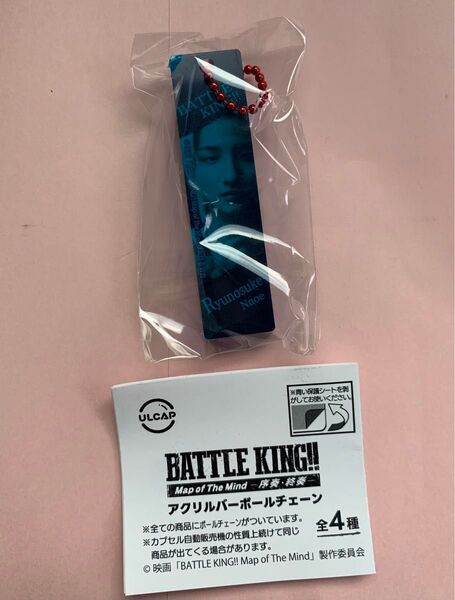 BATTLE
KING!!
Ryunosuke
Naoe
ULCAP
※青い保護シートを剥
がしてお使いください。
BATTLE KING!!
Map of The Mind －序奏・終奏－
アクリルバーボールチェーン
※全ての商品にボールチェーンがついています。
※カプセル自動販売機の性質上続けて同じ
商品が出てくる場合があります。
全4種
© 映画「BATTLE KING!! Map of The Mind」製作委員会